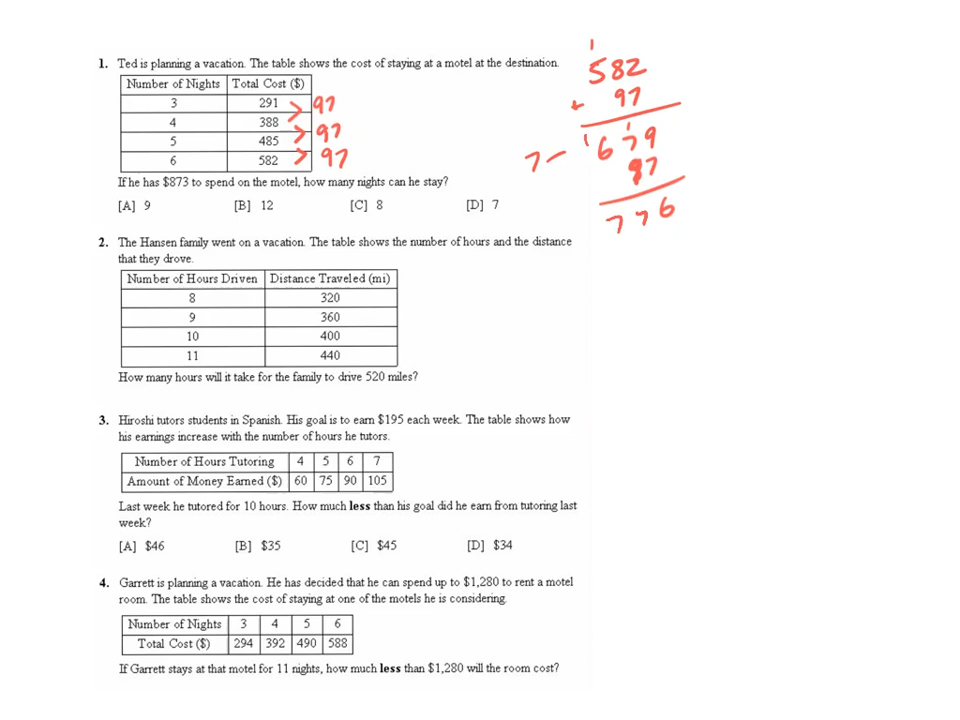 1. Ted is planning a vacation. The table shows the cost of staying at a motel at the destination.
Number of Nights Total Cost ($)
3 291
4 388
5 485
6 582
> 97
> 97
> 97
If he has $873 to spend on the motel, how many nights can he stay?
[A] 9 [B] 12 [C] 8 [D] 7
1
582
+ 97
7 - 1 1
679
97
776
2. The Hansen family went on a vacation. The table shows the number of hours and the distance
that they drove.
Number of Hours Driven Distance Traveled (mi)
8 320
9 360
10 400
11 440
How many hours will it take for the family to drive 520 miles?
3. Hiroshi tutors students in Spanish. His goal is to earn $195 each week. The table shows how
his earnings increase with the number of hours he tutors.
Number of Hours Tutoring 4 5 6 7
Amount of Money Earned ($) 60 75 90 105
Last week he tutored for 10 hours. How much less than his goal did he earn from tutoring last
week?
[A] $46 [B] $35 [C] $45 [D] $34
4. Garrett is planning a vacation. He has decided that he can spend up to $1,280 to rent a motel
room. The table shows the cost of staying at one of the motels he is considering.
Number of Nights 3 4 5 6
Total Cost ($) 294 392 490 588
If Garrett stays at that motel for 11 nights, how much less than $1,280 will the room cost?